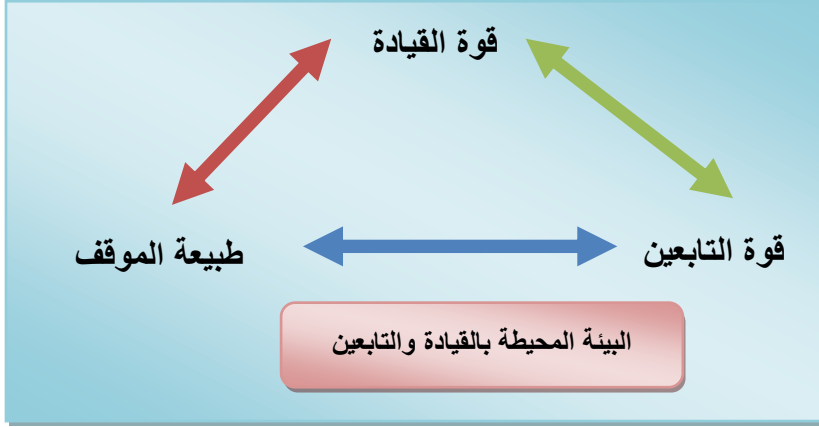 قوة القيادة
قوة التابعين
طبيعة الموقف
البيئة المحيطة بالقيادة والتابعين